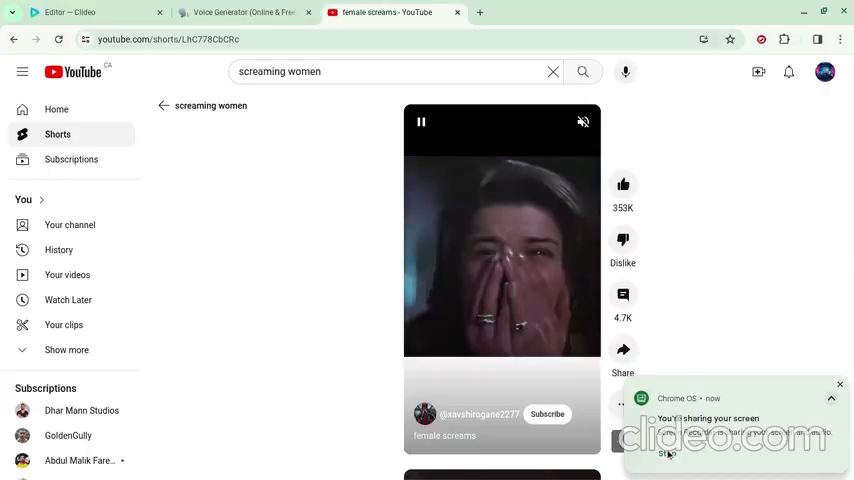 Editor — Clideo
Voice Generator (Online & Free
female screams - YouTube
youtube.com/shorts/LhC778CbCRc
YouTube CA
screaming women
Home
screaming women
Shorts
Subscriptions
You
353K
Your channel
Dislike
History
Your videos
Watch Later
4.7K
Your clips
Show more
Share
Subscriptions
Chrome OS • now
Dhar Mann Studios
@xavshirogane2277
Subscribe
You're sharing your screen
GoldenGully
female screams
clideo.com
Stop
Abdul Malik Fare...